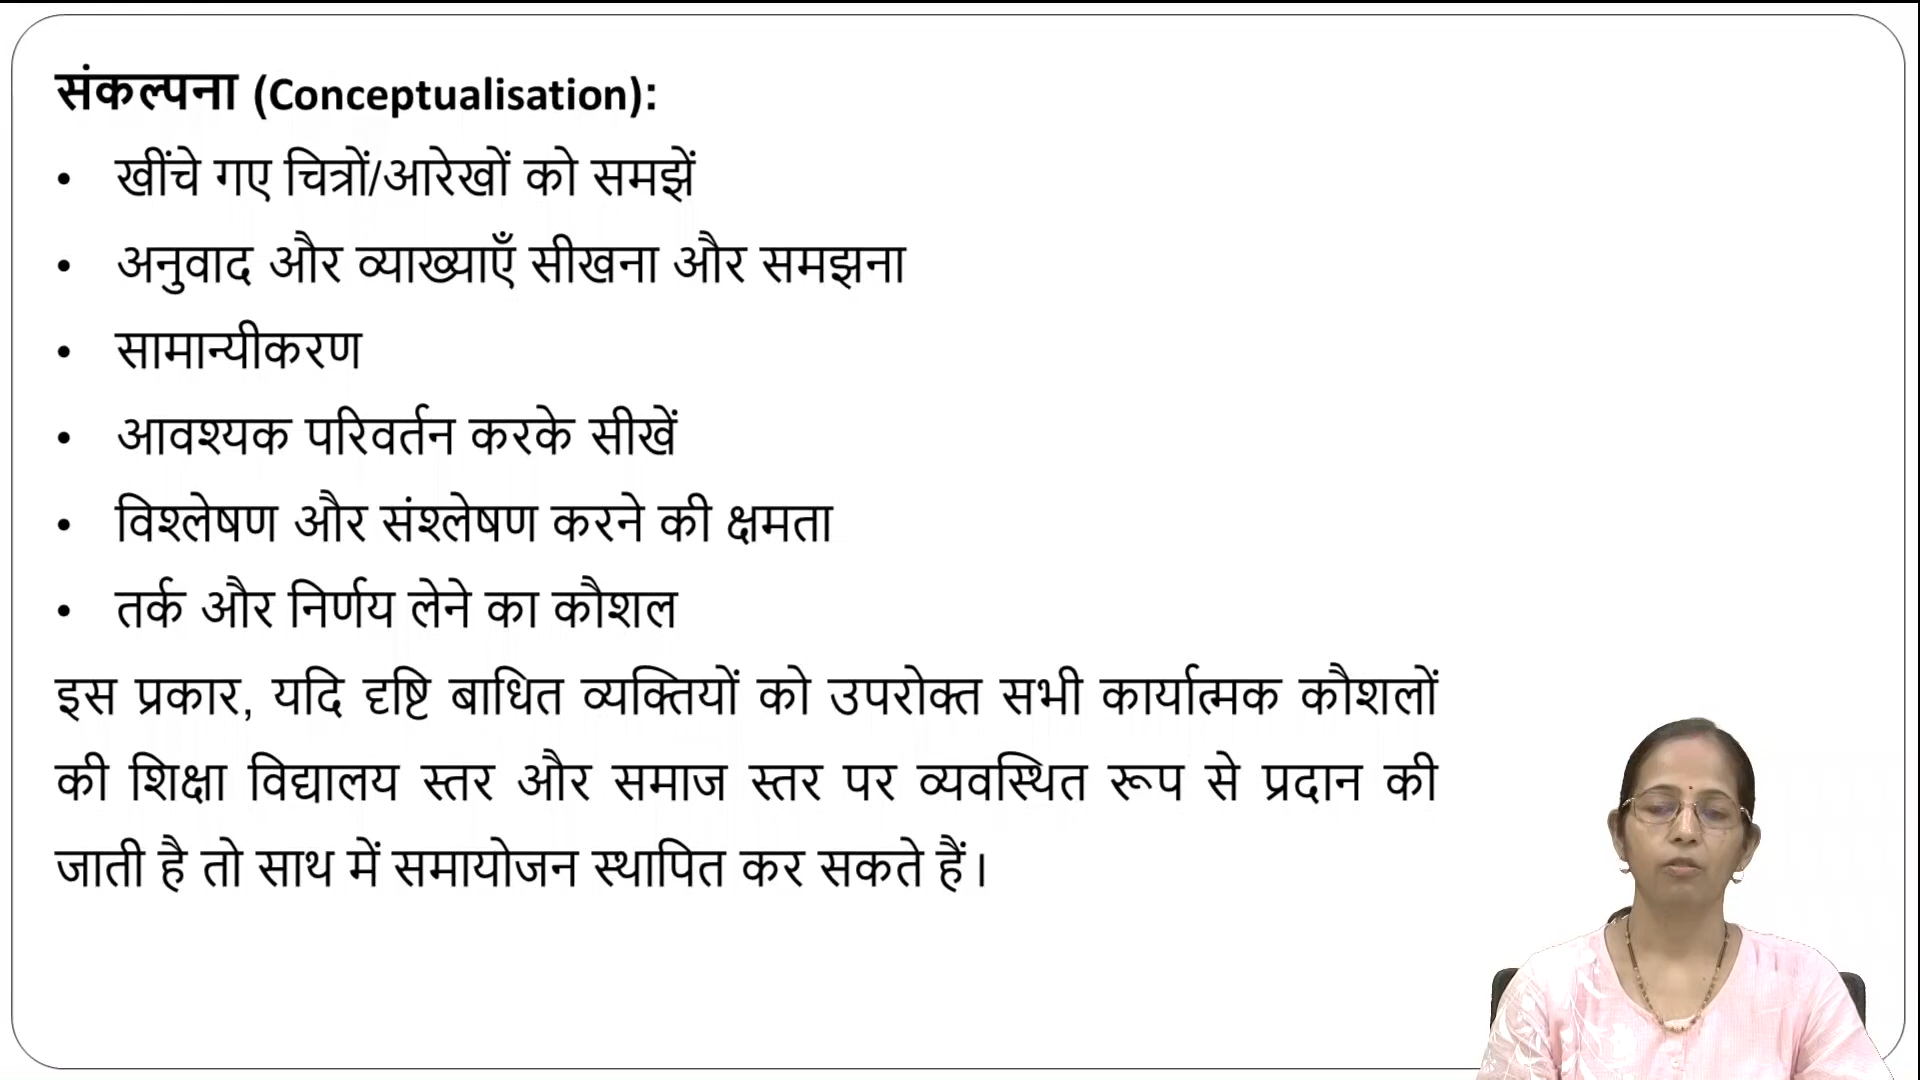 संकल्पना (Conceptualisation):
• खींचे गए चित्रों/आरेखों को समझें
• अनुवाद और व्याख्याएँ सीखना और समझना
• सामान्यीकरण
• आवश्यक परिवर्तन करके सीखें
• विश्लेषण और संश्लेषण करने की क्षमता
• तर्क और निर्णय लेने का कौशल
इस प्रकार, यदि दृष्टि बाधित व्यक्तियों को उपरोक्त सभी कार्यात्मक कौशलों
की शिक्षा विद्यालय स्तर और समाज स्तर पर व्यवस्थित रूप से प्रदान की
जाती है तो साथ में समायोजन स्थापित कर सकते हैं।